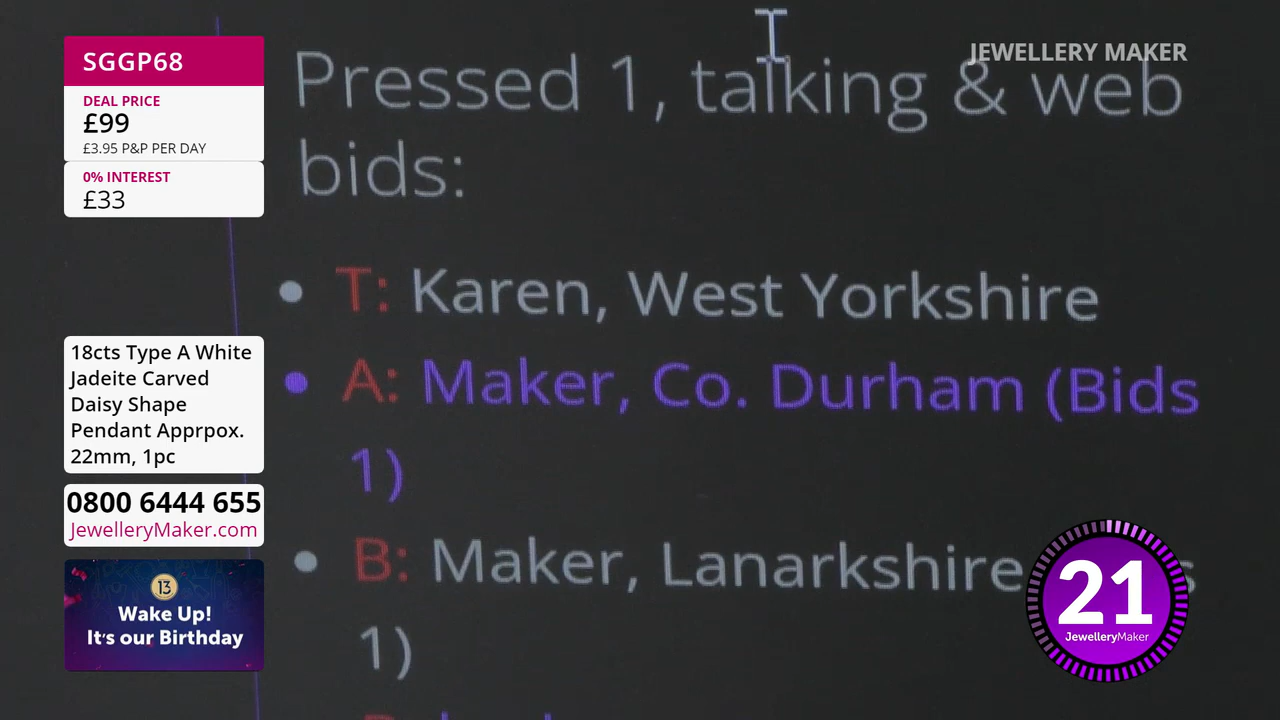 SGGP68
DEAL PRICE
£99
£3.95 P&P PER DAY
0% INTEREST
£33
18cts Type A White
Jadeite Carved
Daisy Shape
Pendant Apprpox.
22mm, 1pc
0800 6444 655
JewelleryMaker.com
13
Wake Up!
It's our Birthday
JEWELLERY MAKER
Pressed 1, talking & web
bids:
• T: Karen, West Yorkshire
• A: Maker, Co. Durham (Bids
1)
• B: Maker, Lanarkshire
1)
21
JewelleryMaker